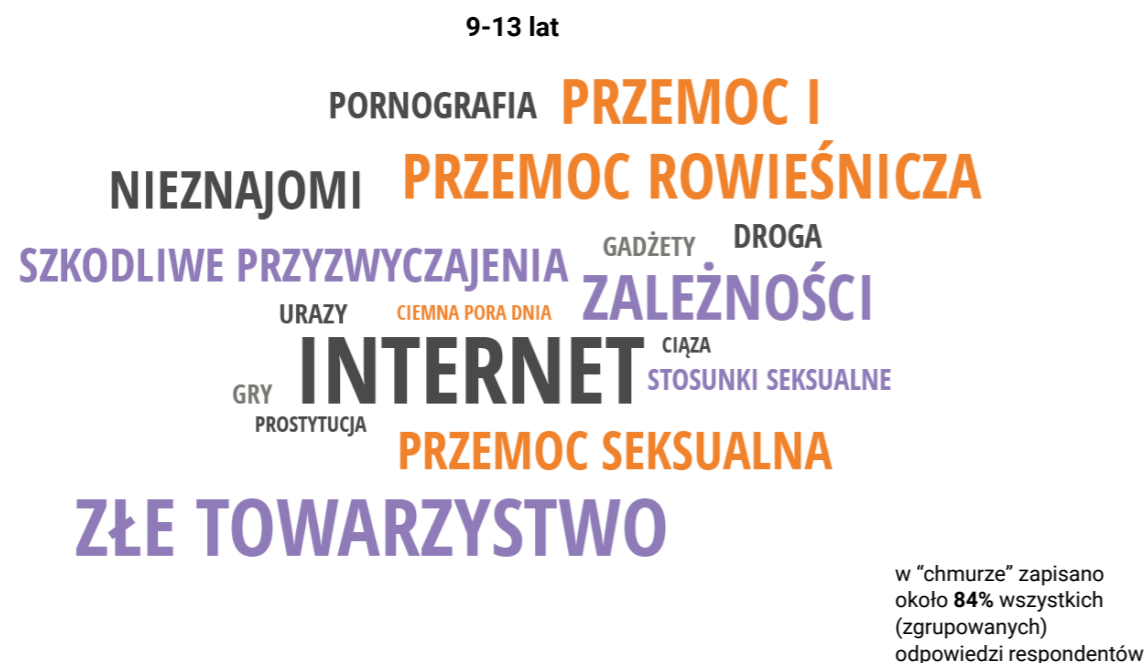 9-13 lat
PORNOGRAFIA
PRZEMOC I
NIEZNAJOMI
PRZEMOC ROWIEŚNICZA
SZKODLIWE PRZYZWYCZAJENIA
GADŻETY
DROGA
ZALEŻNOŚCI
URAZY
CIEMNA PORA DNIA
INTERNET
CIĄZA
STOSUNKI SEKSUALNE
GRY
PROSTYTUCJA
PRZEMOC SEKSUALNA
ZŁE TOWARZYSTWO
w “chmurze” zapisano
około 84% wszystkich
(zgrupowanych)
odpowiedzi respondentów